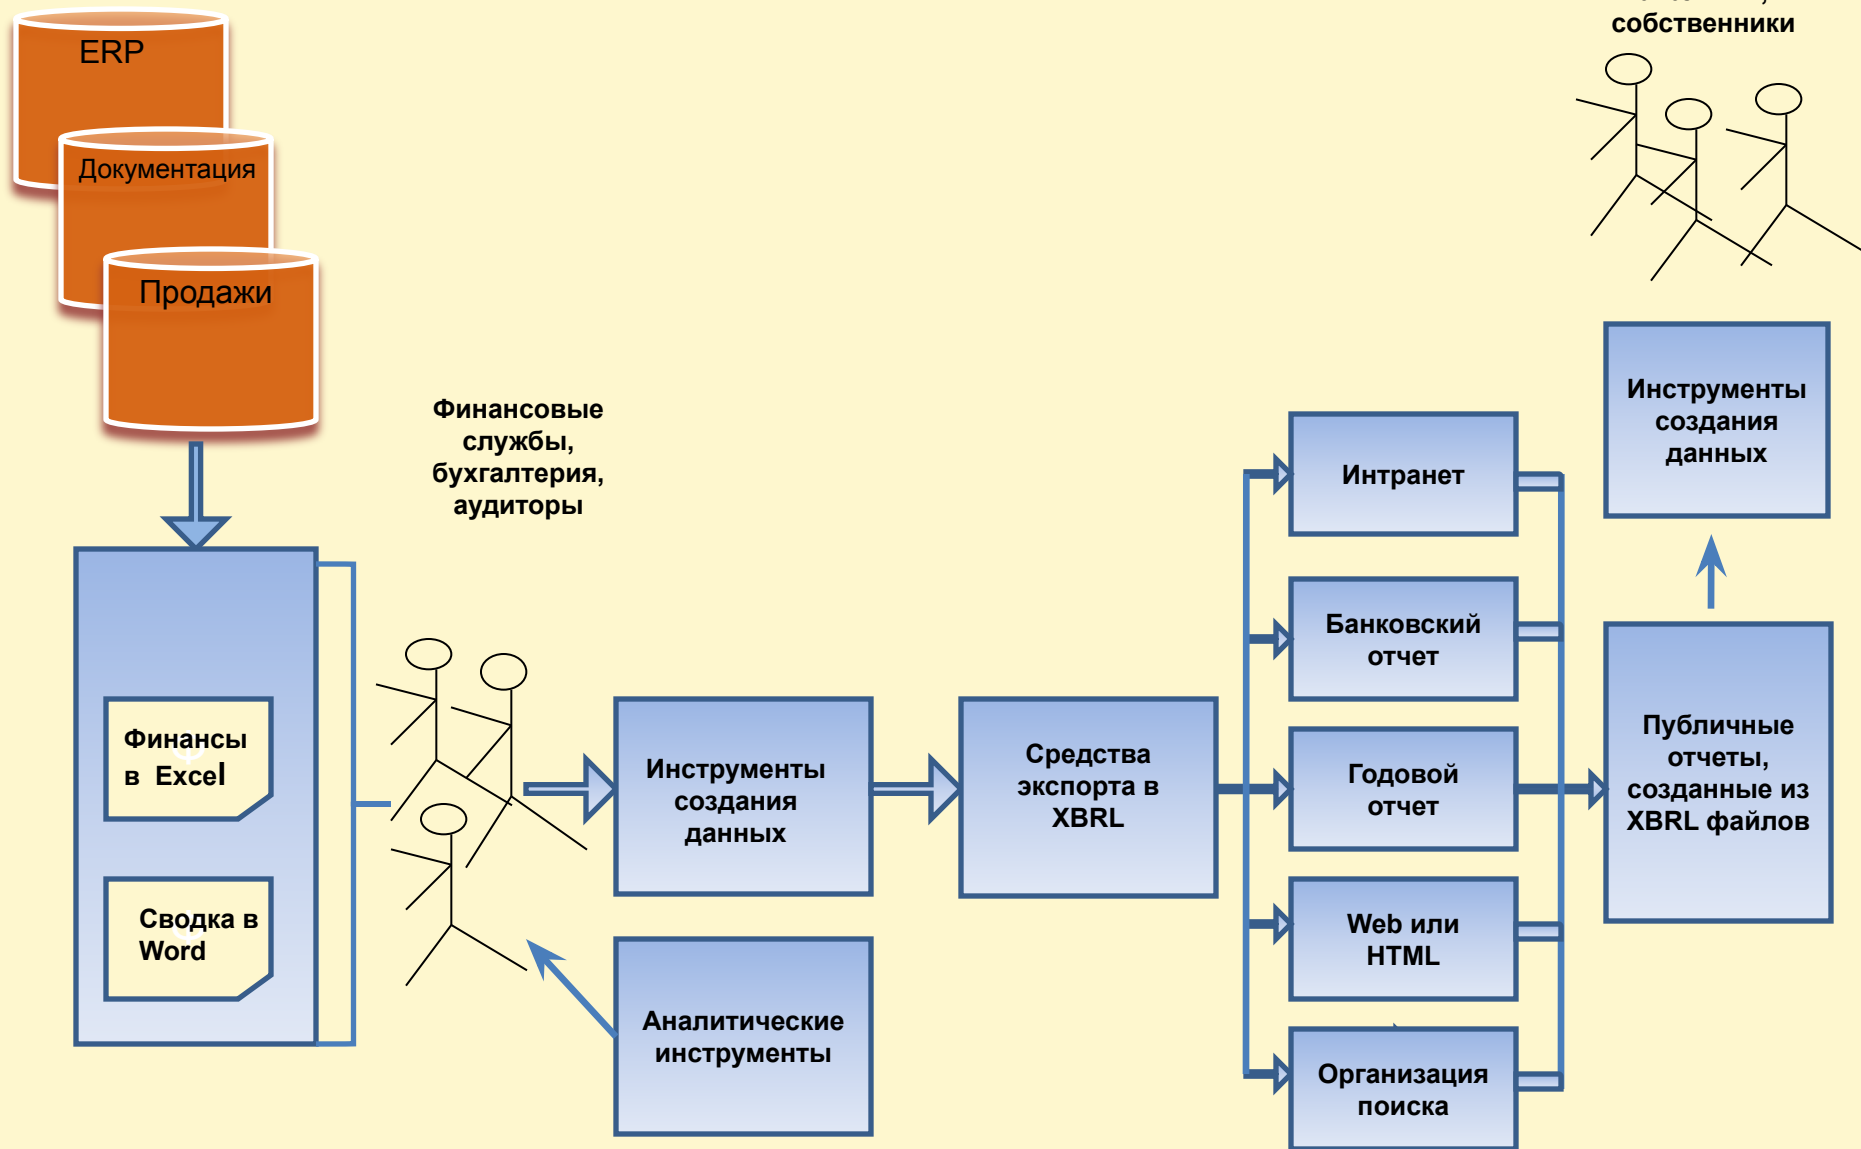 собственники
ERP
Документация
Продажи
Финансовые
службы,
бухгалтерия,
аудиторы
Финансы
в Excel
Сводка в
Word
Инструменты
создания
данных
Аналитические
инструменты
Средства
экспорта в
XBRL
Интранет
Банковский
отчет
Годовой
отчет
Web или
HTML
Организация
поиска
Инструменты
создания
данных
Публичные
отчеты,
созданные из
XBRL файлов